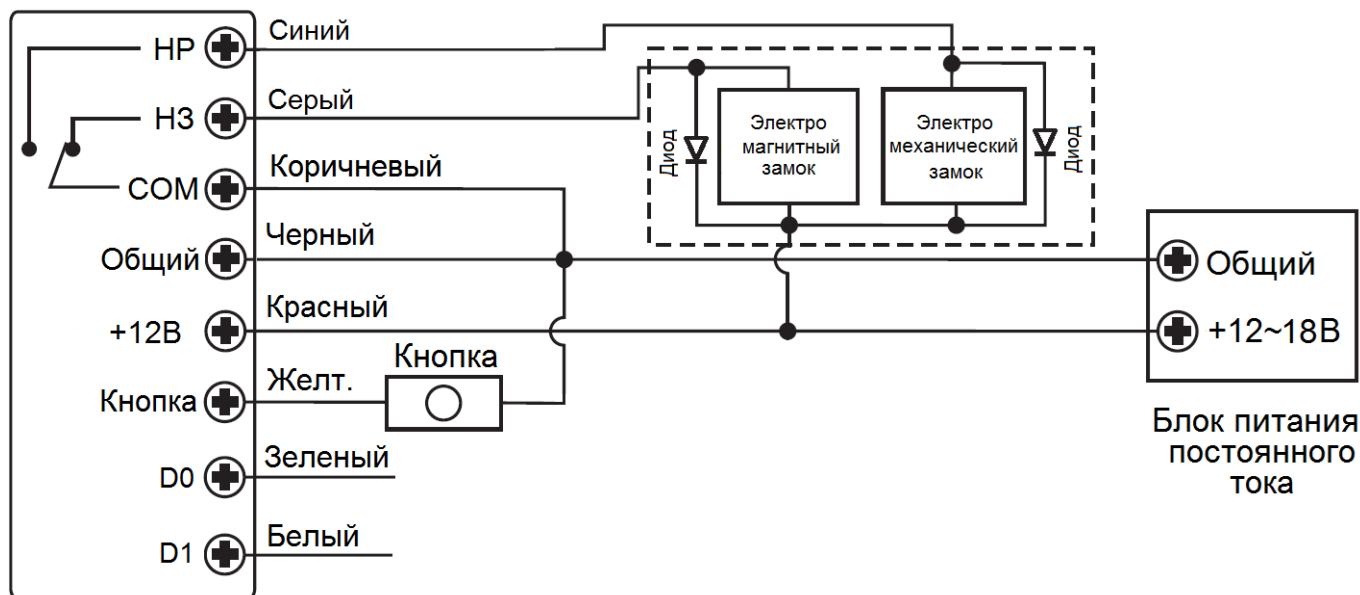 НР
Синий
НЗ
Серый
COM
Коричневый
Общий
Черный
+12В
Красный
Кнопка
Желт.
Кнопка
D0
Зеленый
D1
Белый
Диод
Электро
магнитный
замок
Электро
механический
замок
Диод
Общий
+12~18В
Блок питания
постоянного
тока